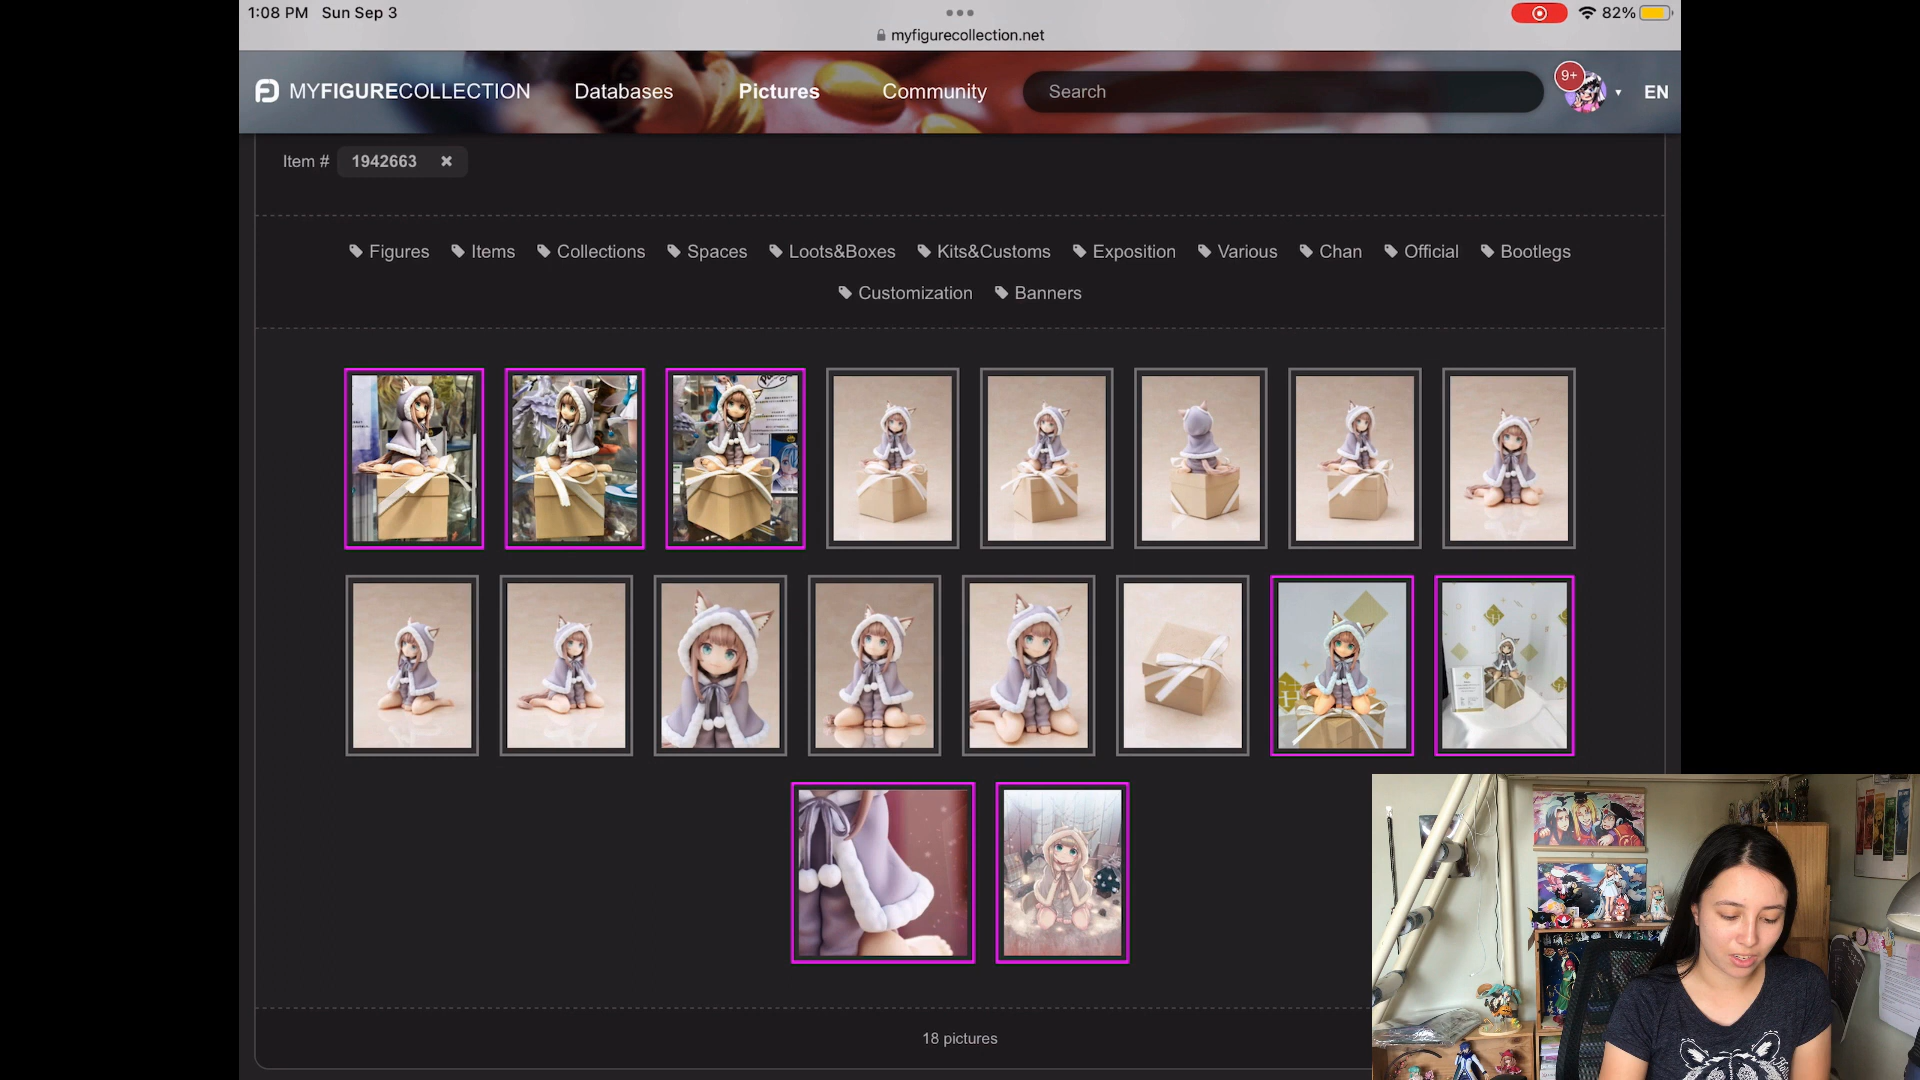 1:08 PM Sun Sep 3
82%
myfigurecollection.net
MYFIGURECOLLECTION
Databases
Pictures
Community
Search
9+
EN
Item # 1942663
Figures Items Collections Spaces Loots&Boxes Kits&Customs Exposition Various Chan Official Bootlegs
Customization Banners
18 pictures